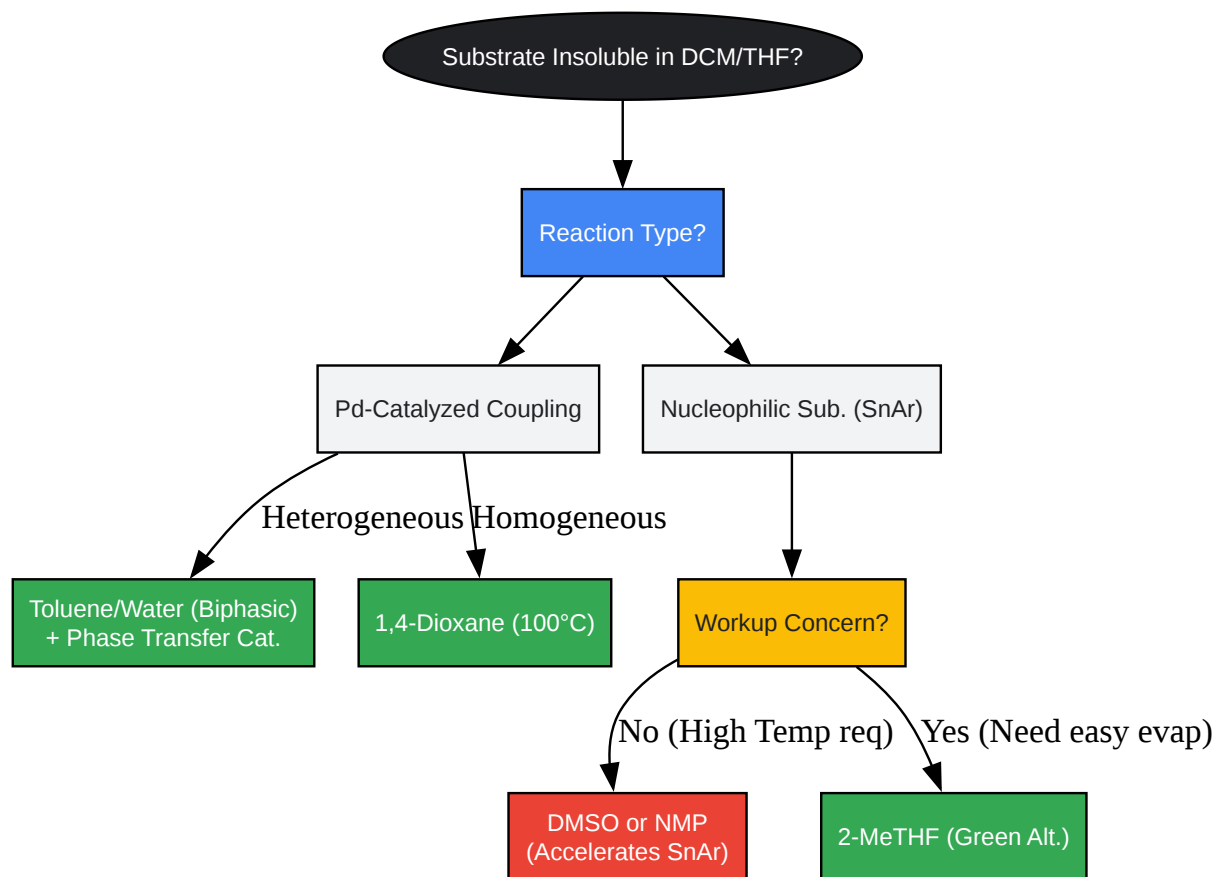 Substrate Insoluble in DCM/THF?
Reaction Type?
Pd-Catalyzed Coupling
Nucleophilic Sub. (SnAr)
Heterogeneous
Homogeneous
Toluene/Water (Biphasic)
+ Phase Transfer Cat.
1,4-Dioxane (100°C)
Workup Concern?
No (High Temp req)
Yes (Need easy evap)
DMSO or NMP
(Accelerates SnAr)
2-MeTHF (Green Alt.)